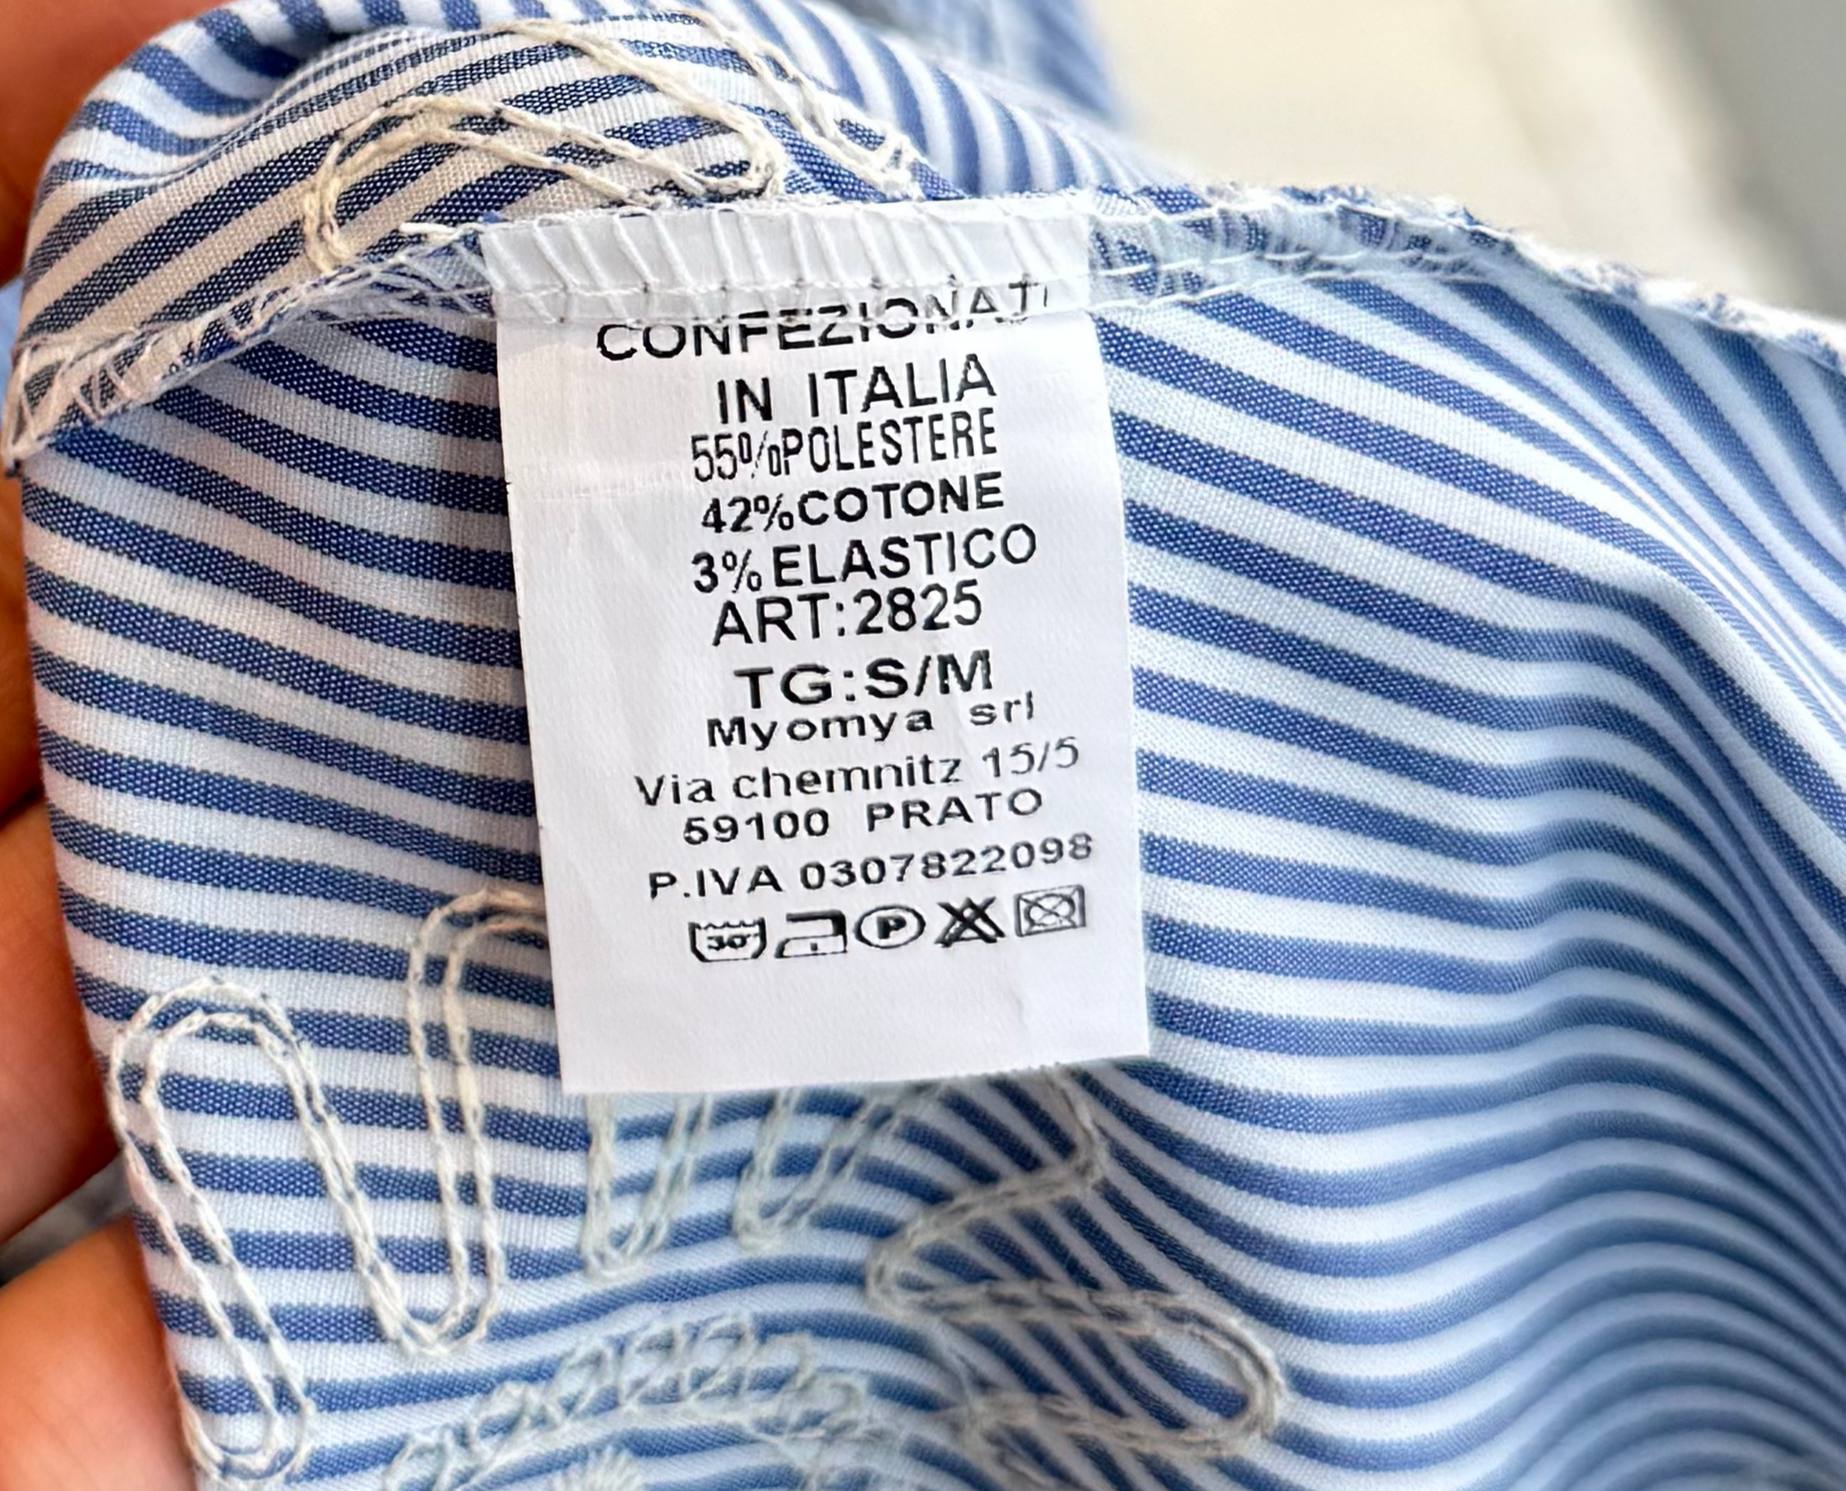 CONFEZIONATI
IN ITALIA
55%POLESTERE
42%COTONE
3%ELASTICO
ART:2825
TG:S/M
Myomya srl
Via chemnitz 15/5
59100 PRATO
P.IVA 0307822098
30 P